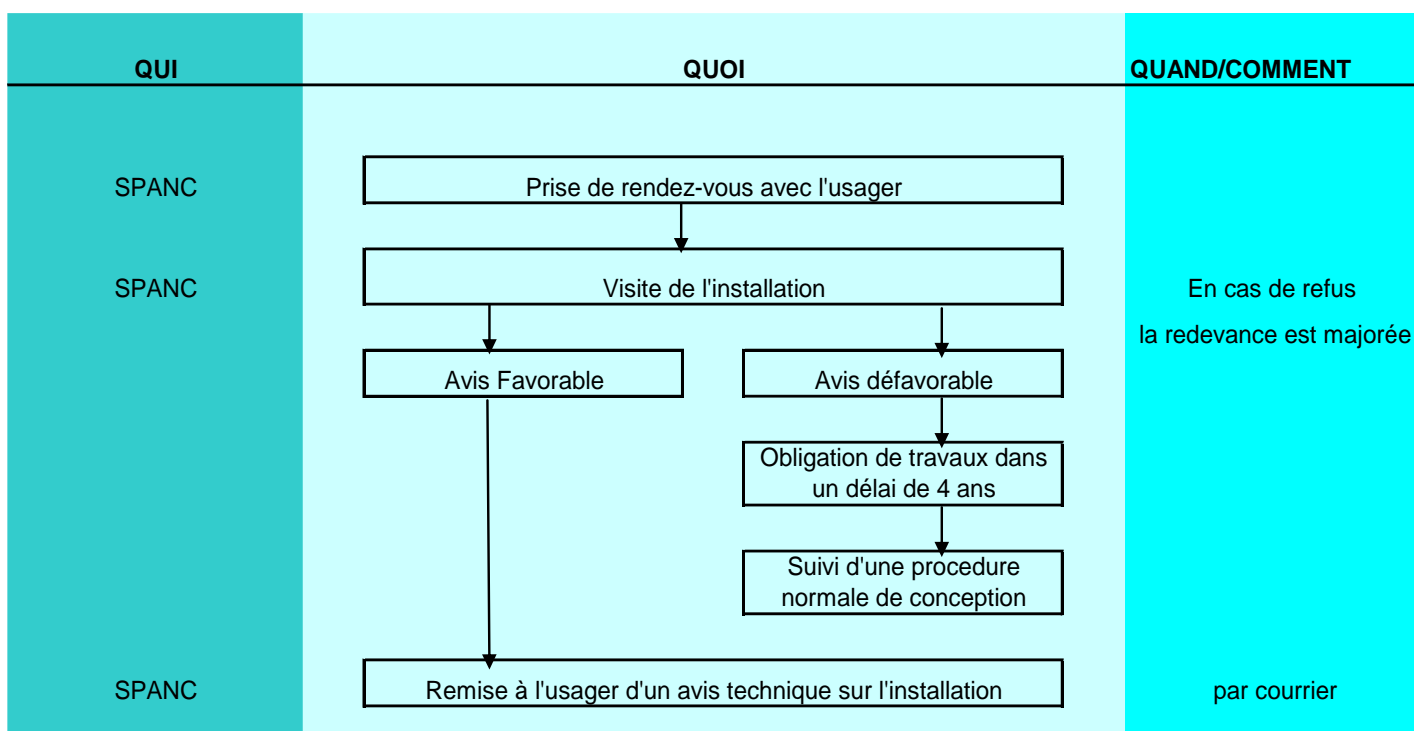 QUI QUOI QUAND/COMMENT
SPANC Prise de rendez-vous avec l'usager
SPANC Visite de l'installation En cas de refus
la redevance est majorée
Avis Favorable Avis défavorable
Obligation de travaux dans
un délai de 4 ans
Suivi d'une procedure
normale de conception
SPANC Remise à l'usager d'un avis technique sur l'installation par courrier